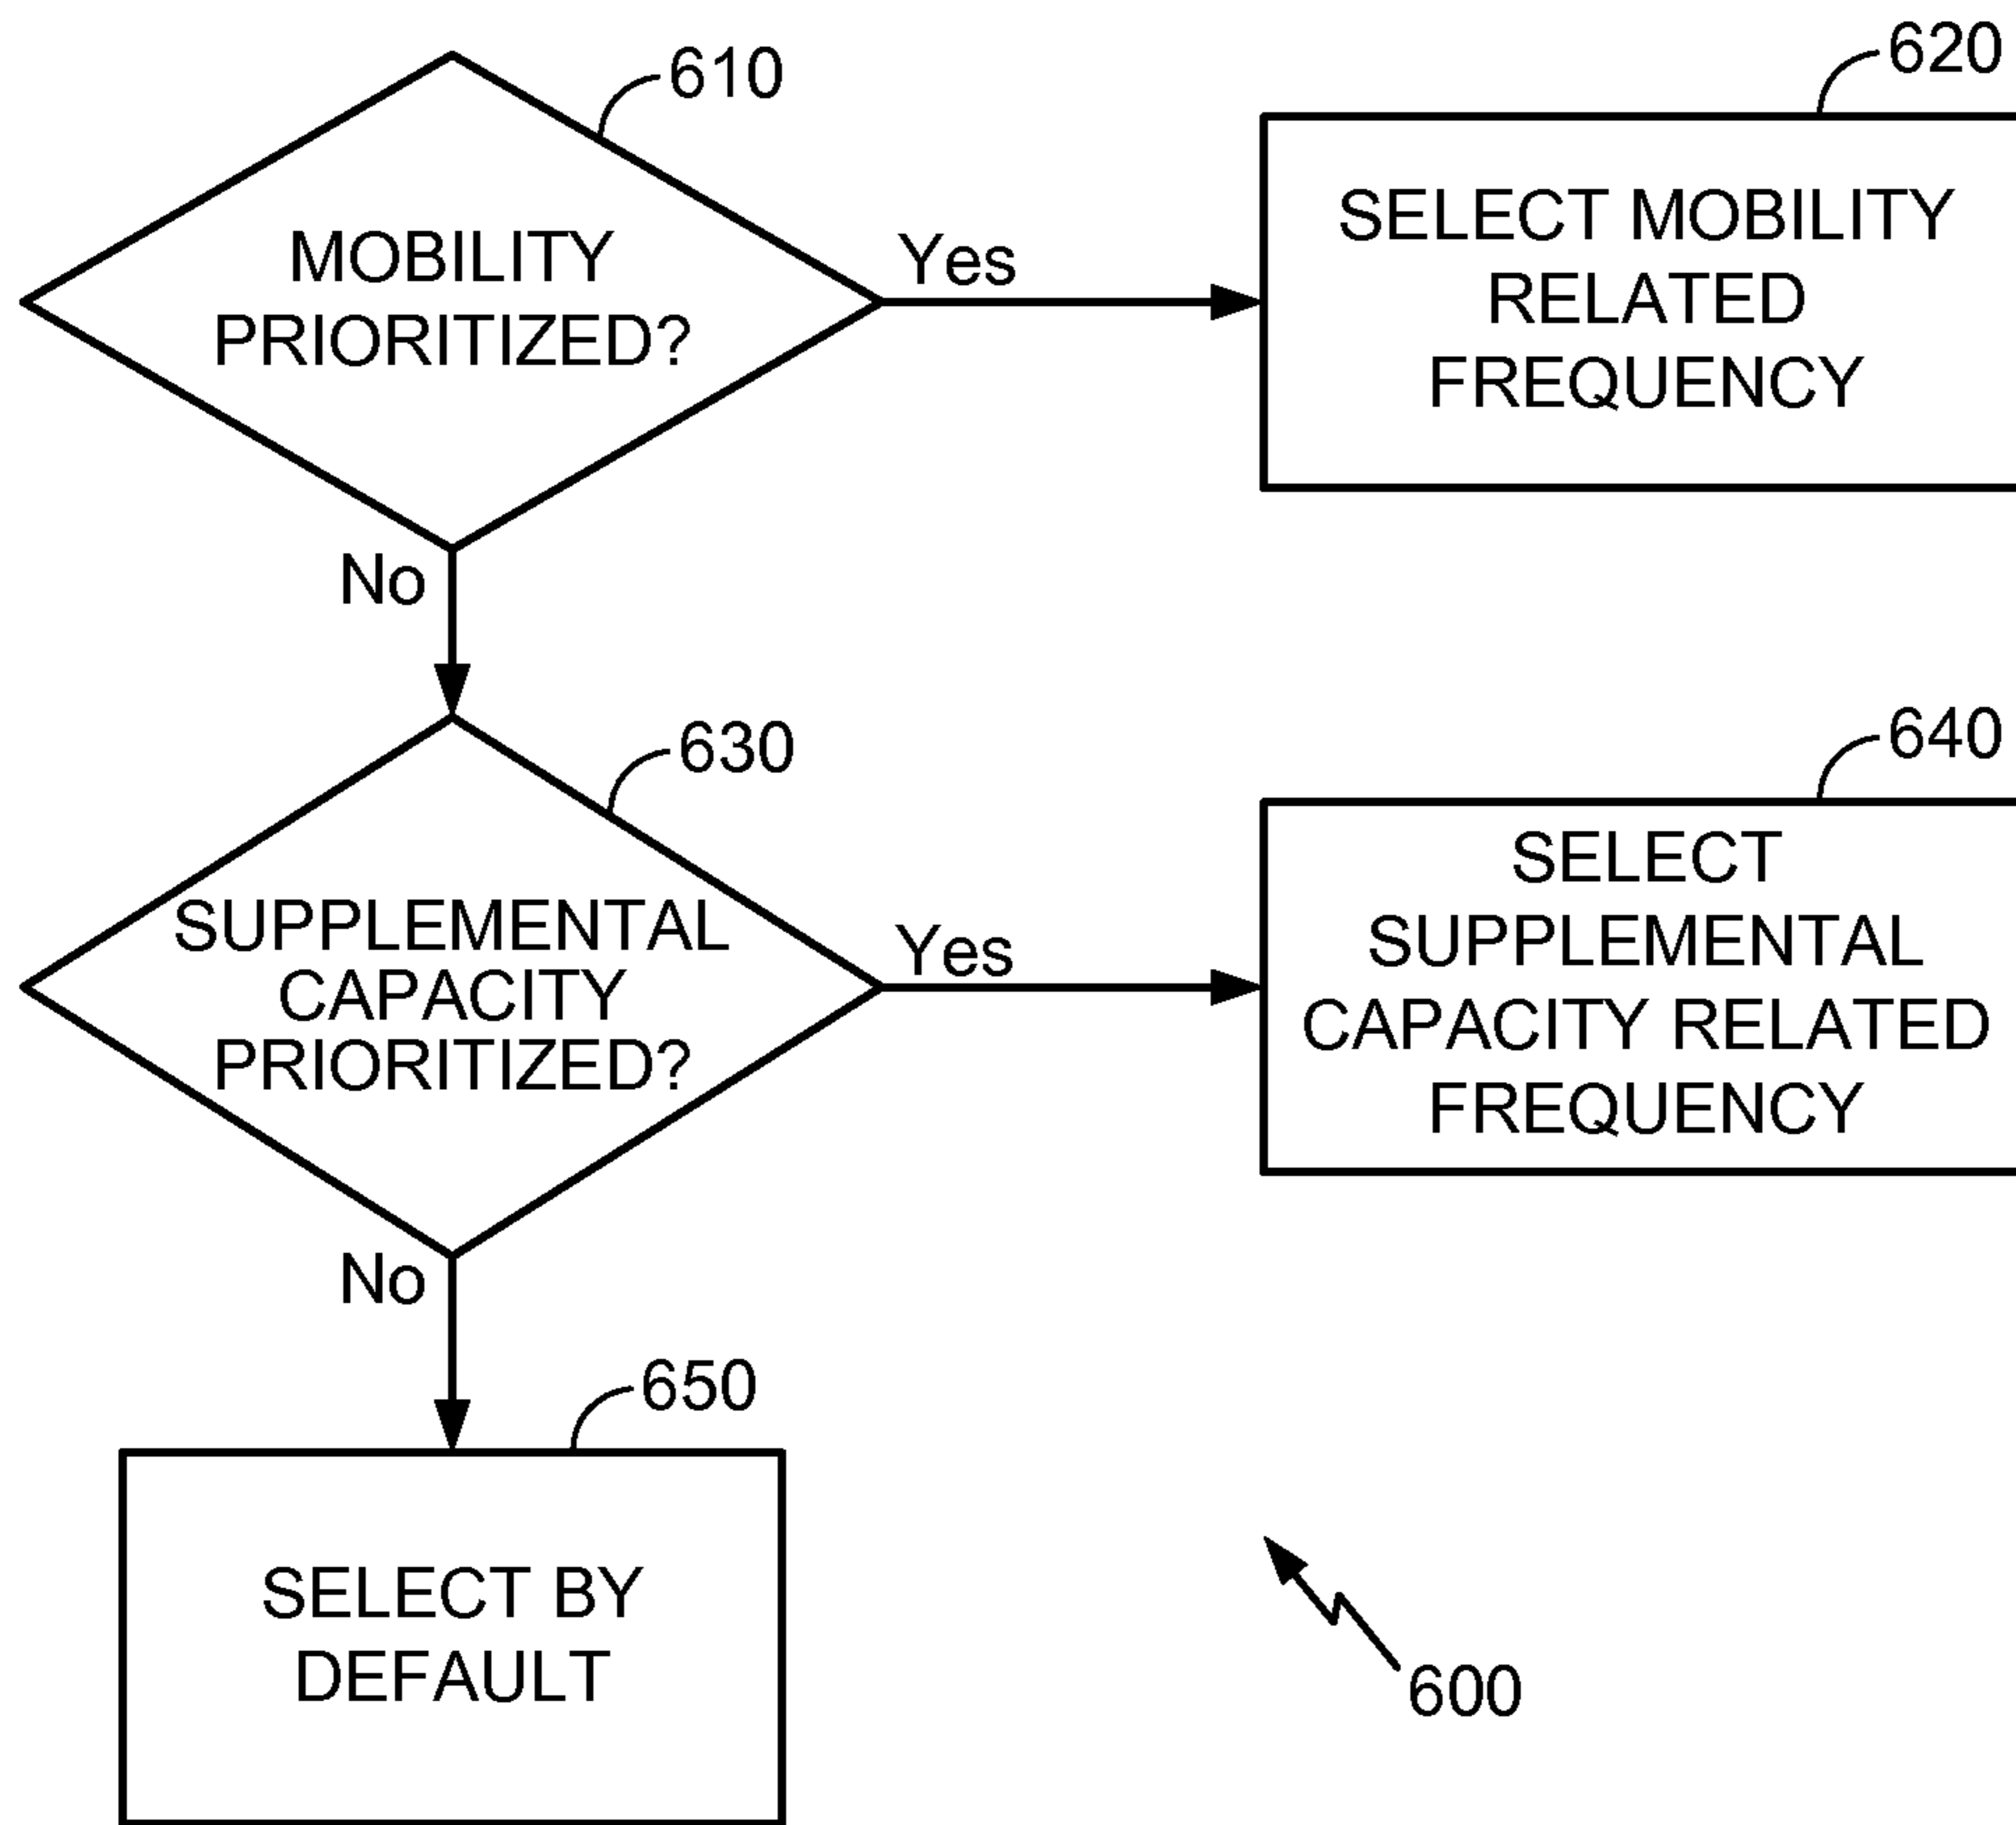 610
MOBILITY
PRIORITIZED?
Yes
620
SELECT MOBILITY
RELATED
FREQUENCY
No
630
SUPPLEMENTAL
CAPACITY
PRIORITIZED?
Yes
640
SELECT
SUPPLEMENTAL
CAPACITY RELATED
FREQUENCY
No
650
SELECT BY
DEFAULT
600